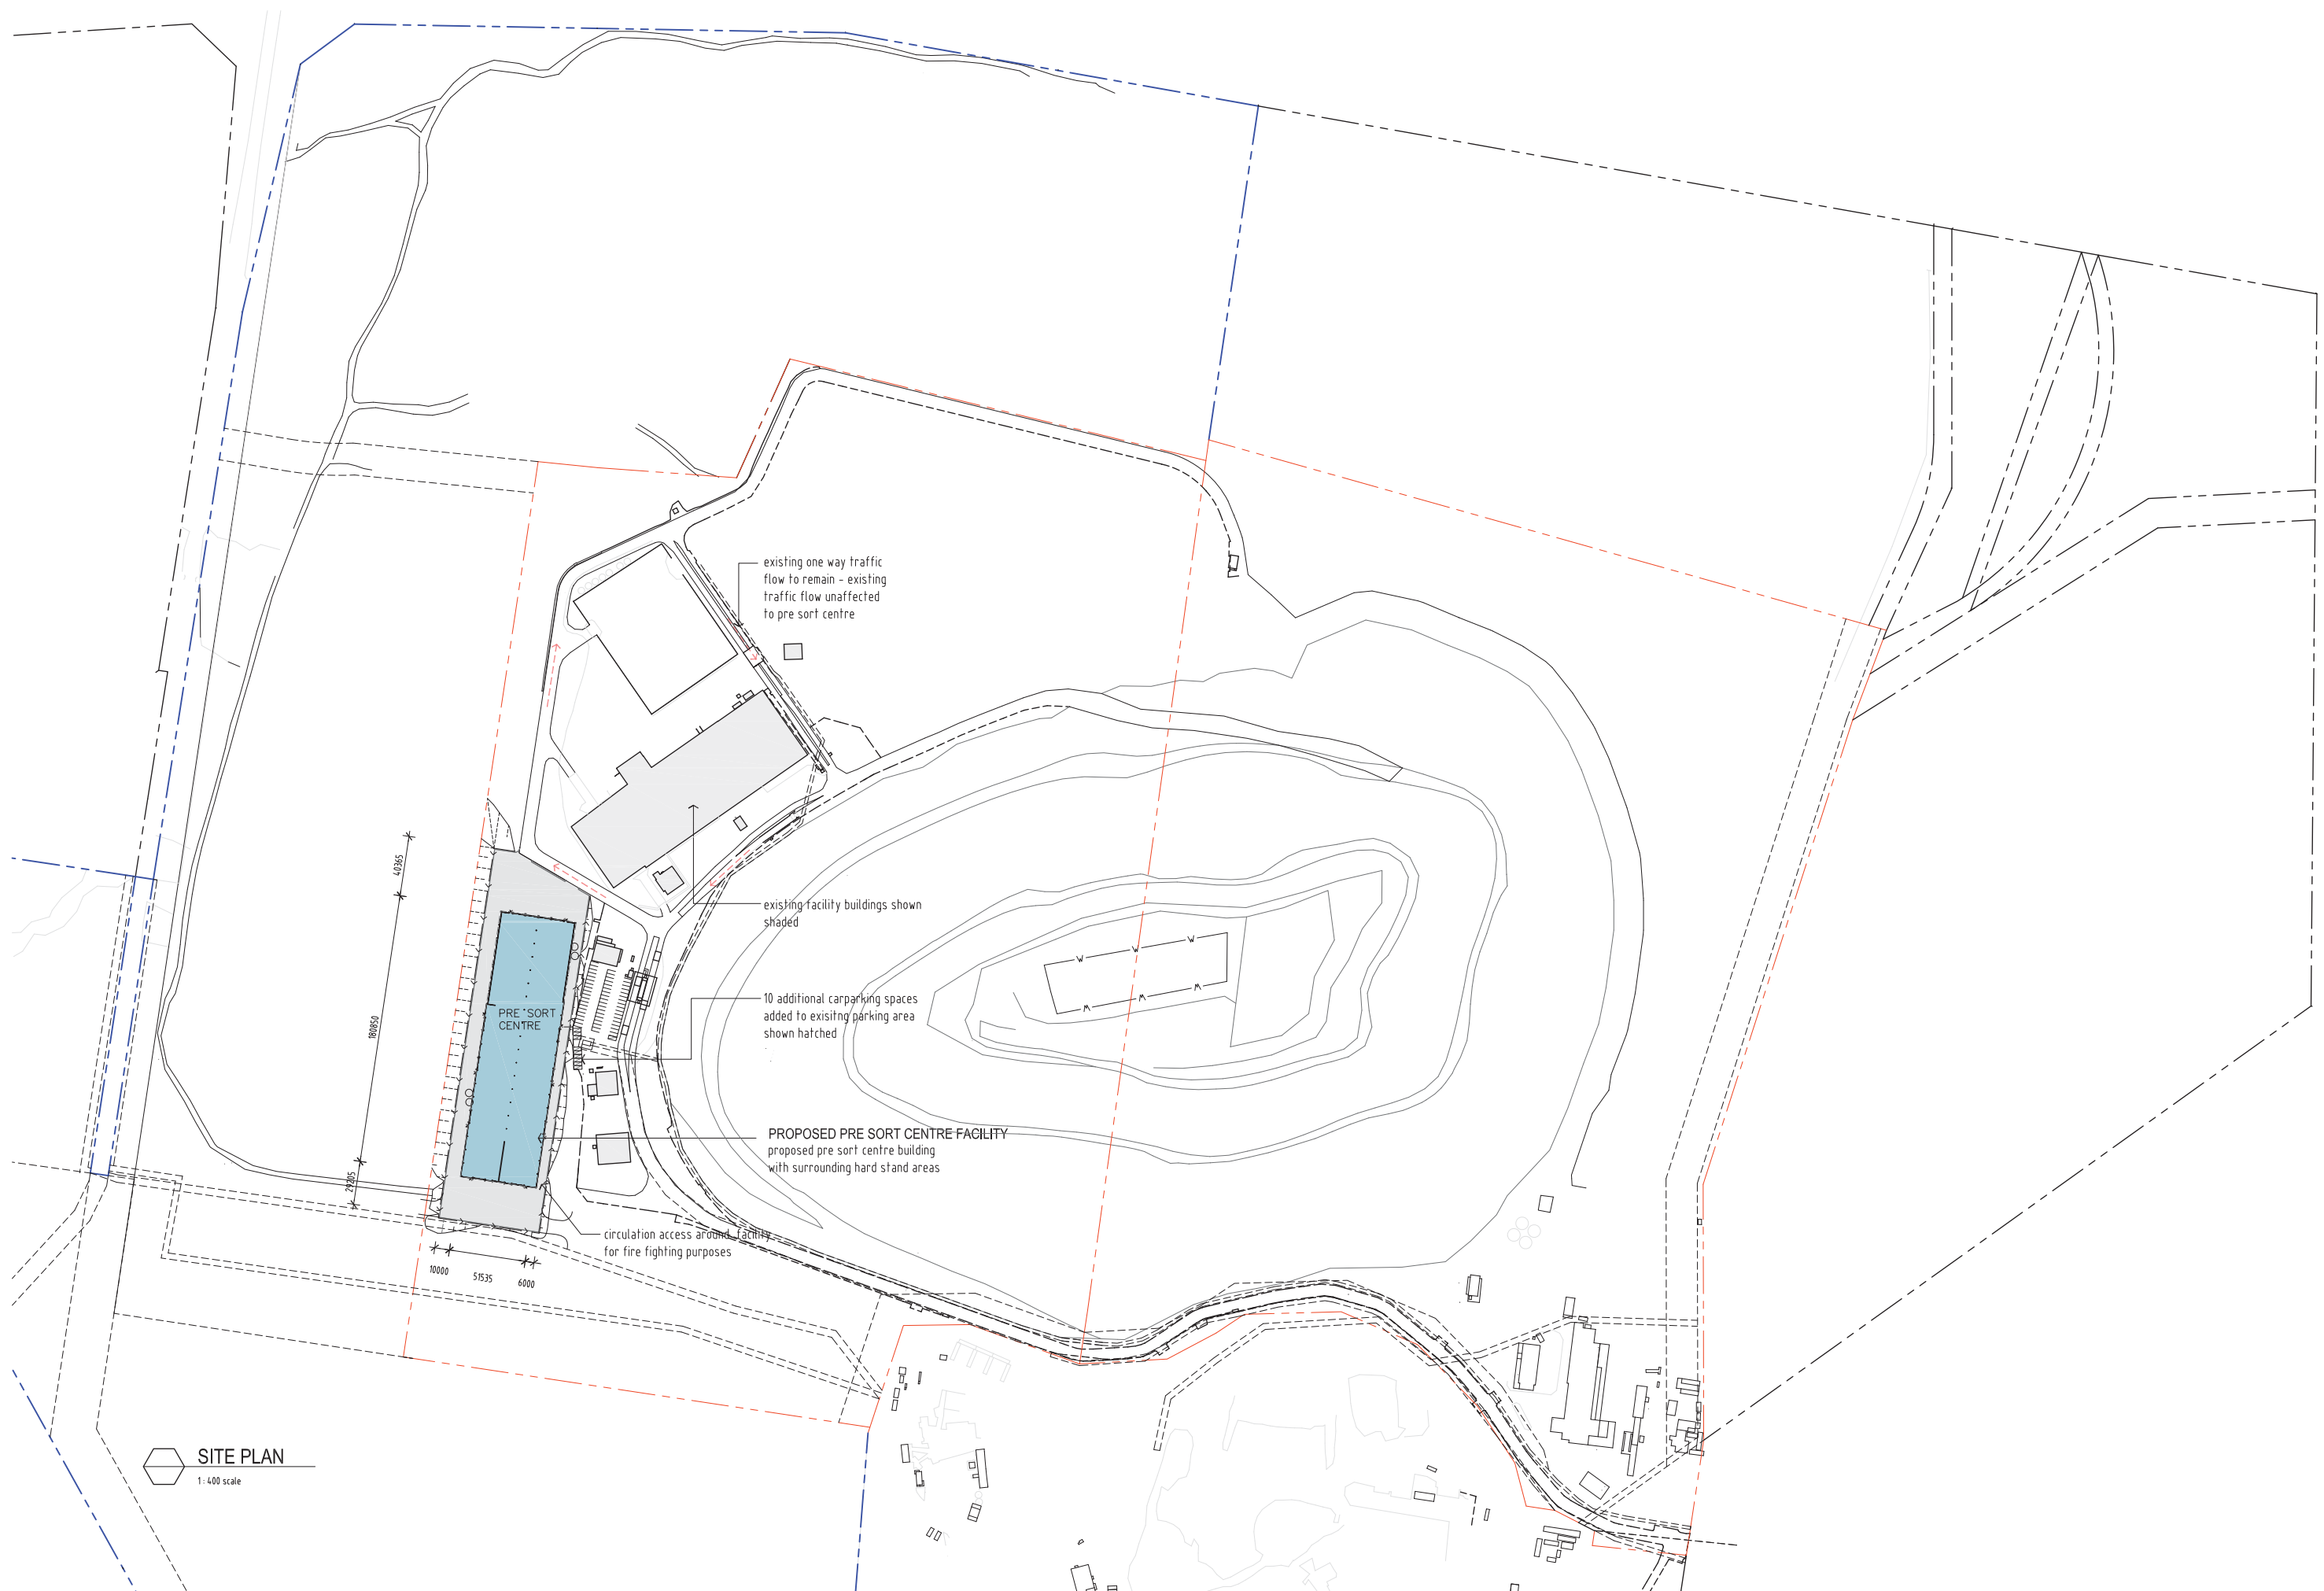 existing one way traffic
flow to remain - existing
traffic flow unaffected
to pre sort centre
existing facility buildings shown
shaded
10 additional carparking spaces
added to exisitng parking area
shown hatched
PRE SORT
CENTRE
PROPOSED PRE SORT CENTRE FACILITY
proposed pre sort centre building
with surrounding hard stand areas
circulation access around facility
for fire fighting purposes
40365
180850
29205
10000
51535
6000
SITE PLAN
1 : 400 scale